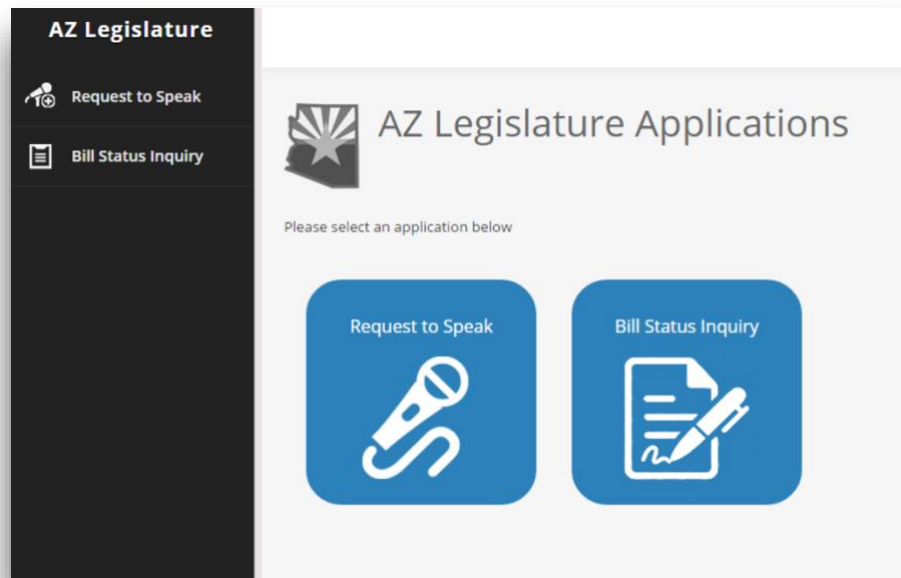 AZ Legislature
Request to Speak
Bill Status Inquiry
AZ Legislature Applications
Please select an application below
Request to Speak
Bill Status Inquiry